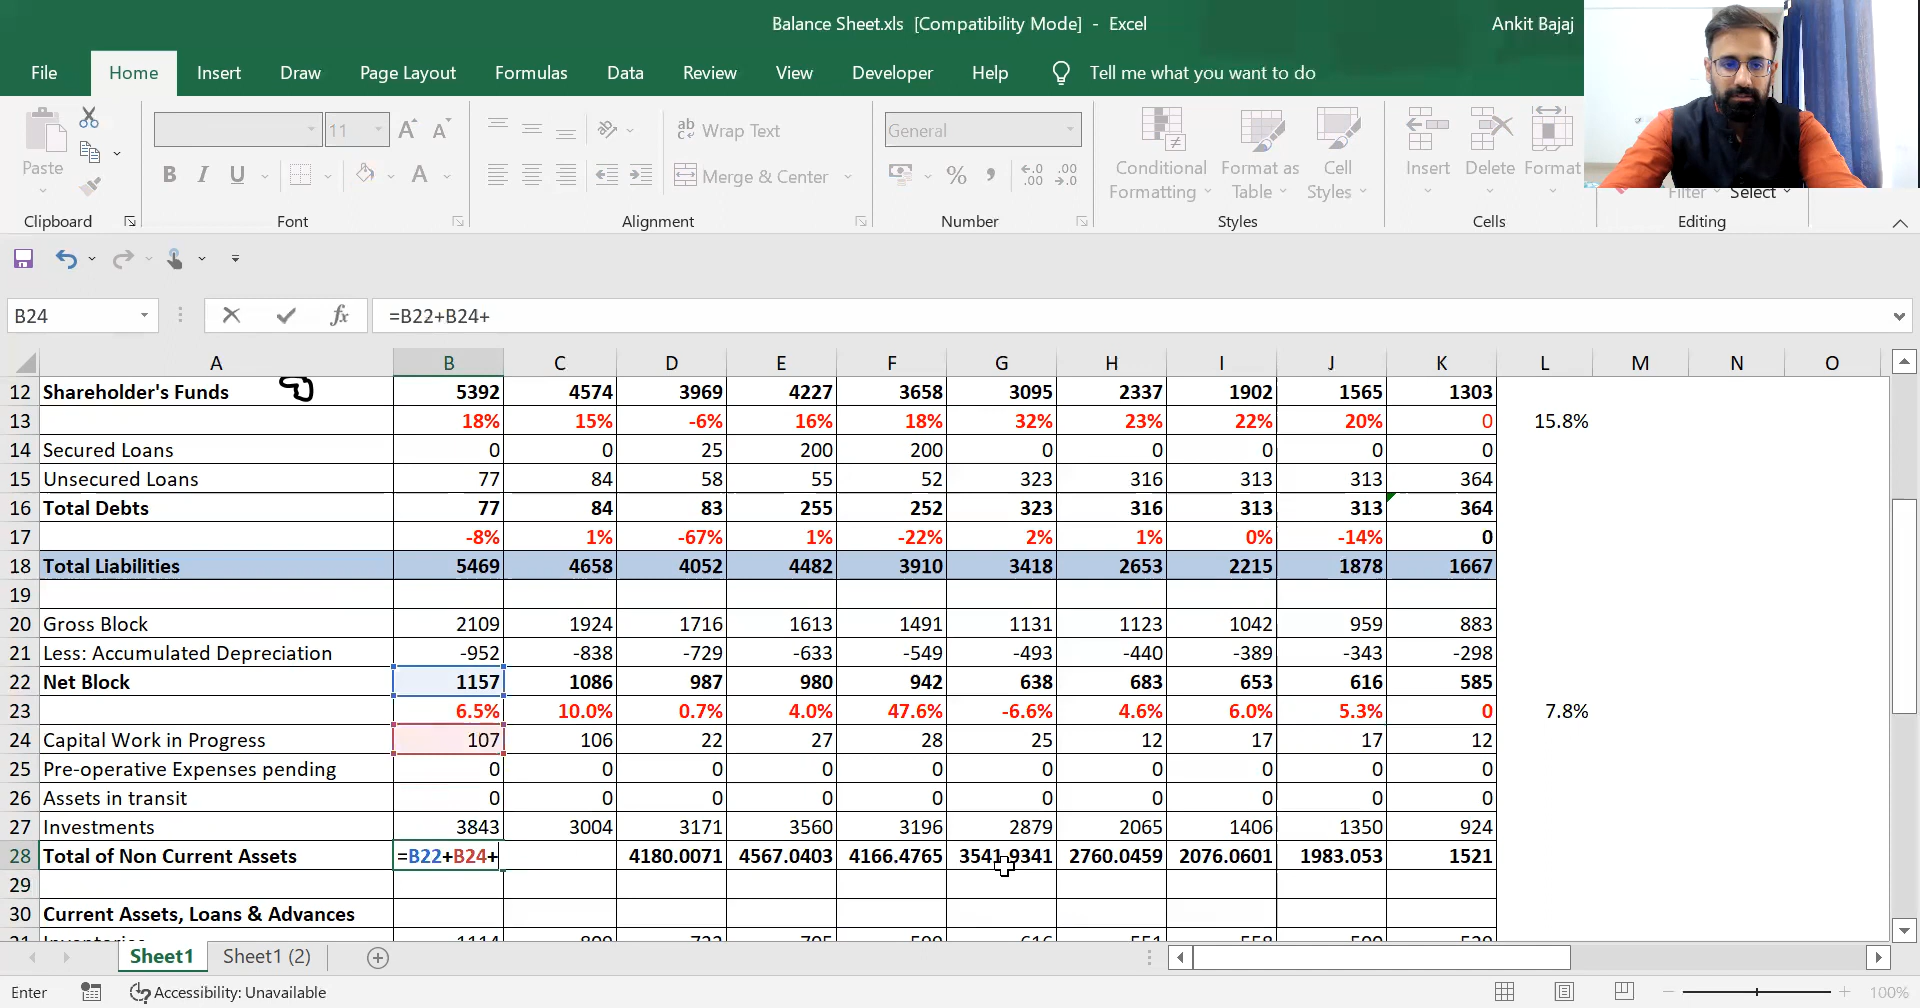 Balance Sheet.xls [Compatibility Mode] - Excel
Ankit Bajaj
File Home Insert Draw Page Layout Formulas Data Review View Developer Help Tell me what you want to do
11 A A ab Wrap Text General
Paste B I U A Merge & Center % , .00 .00 Conditional Formatting Format as Table Cell Styles Insert Delete Format Filter Select
Clipboard Font Alignment Number Styles Cells Editing
B24 fx =B22+B24+
A B C D E F G H I J K L M N O
12 Shareholder's Funds 5392 4574 3969 4227 3658 3095 2337 1902 1565 1303
13 18% 15% -6% 16% 18% 32% 23% 22% 20% 0 15.8%
14 Secured Loans 0 0 25 200 200 0 0 0 0 0
15 Unsecured Loans 77 84 58 55 52 323 316 313 313 364
16 Total Debts 77 84 83 255 252 323 316 313 313 364
17 -8% 1% -67% 1% -22% 2% 1% 0% -14% 0
18 Total Liabilities 5469 4658 4052 4482 3910 3418 2653 2215 1878 1667
19
20 Gross Block 2109 1924 1716 1613 1491 1131 1123 1042 959 883
21 Less: Accumulated Depreciation -952 -838 -729 -633 -549 -493 -440 -389 -343 -298
22 Net Block 1157 1086 987 980 942 638 683 653 616 585
23 6.5% 10.0% 0.7% 4.0% 47.6% -6.6% 4.6% 6.0% 5.3% 0 7.8%
24 Capital Work in Progress 107 106 22 27 28 25 12 17 17 12
25 Pre-operative Expenses pending 0 0 0 0 0 0 0 0 0 0
26 Assets in transit 0 0 0 0 0 0 0 0 0 0
27 Investments 3843 3004 3171 3560 3196 2879 2065 1406 1350 924
28 Total of Non Current Assets =B22+B24+ 4180.0071 4567.0403 4166.4765 3541.9341 2760.0459 2076.0601 1983.053 1521
29
30 Current Assets, Loans & Advances
Sheet1 Sheet1 (2)
Enter Accessibility: Unavailable 100%